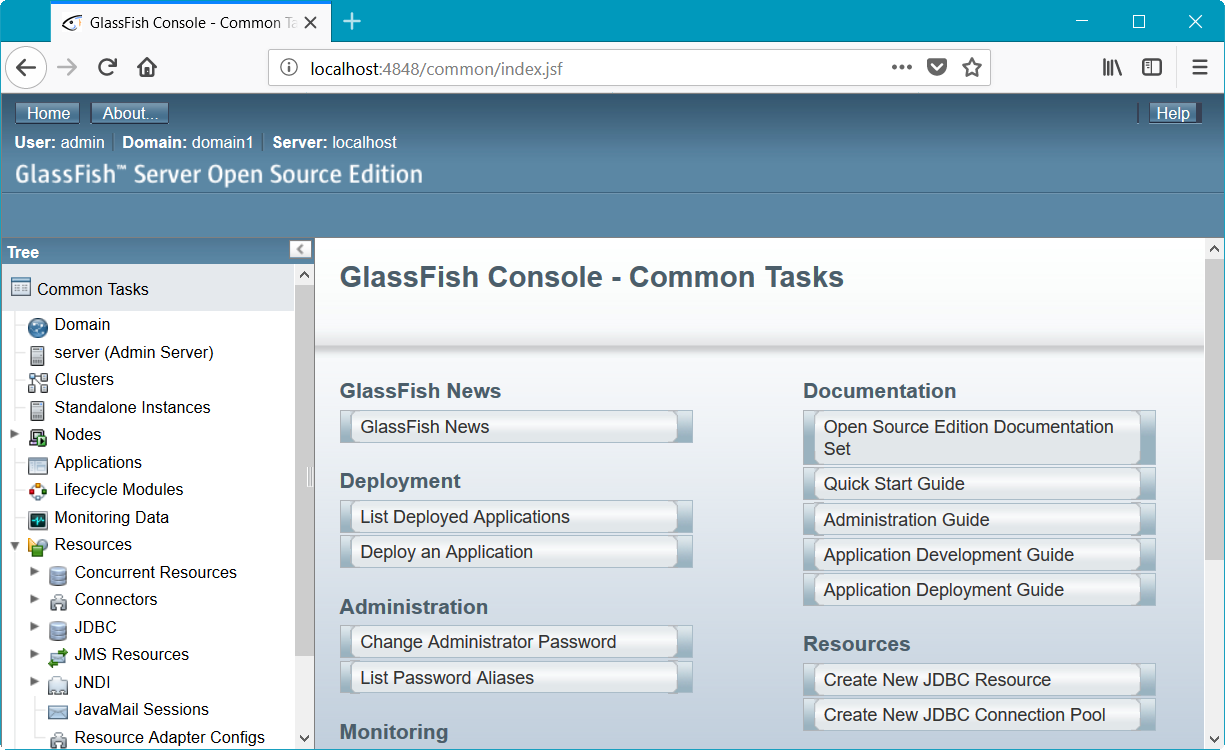 GlassFish Console - Common Ta
localhost:4848/common/index.jsf
Home About... Help
User: admin Domain: domain1 Server: localhost
GlassFish™ Server Open Source Edition
Tree
Common Tasks
Domain
server (Admin Server)
Clusters
Standalone Instances
Nodes
Applications
Lifecycle Modules
Monitoring Data
Resources
Concurrent Resources
Connectors
JDBC
JMS Resources
JNDI
JavaMail Sessions
Resource Adapter Configs
GlassFish Console - Common Tasks
GlassFish News
GlassFish News
Deployment
List Deployed Applications
Deploy an Application
Administration
Change Administrator Password
List Password Aliases
Monitoring
Documentation
Open Source Edition Documentation
Set
Quick Start Guide
Administration Guide
Application Development Guide
Application Deployment Guide
Resources
Create New JDBC Resource
Create New JDBC Connection Pool